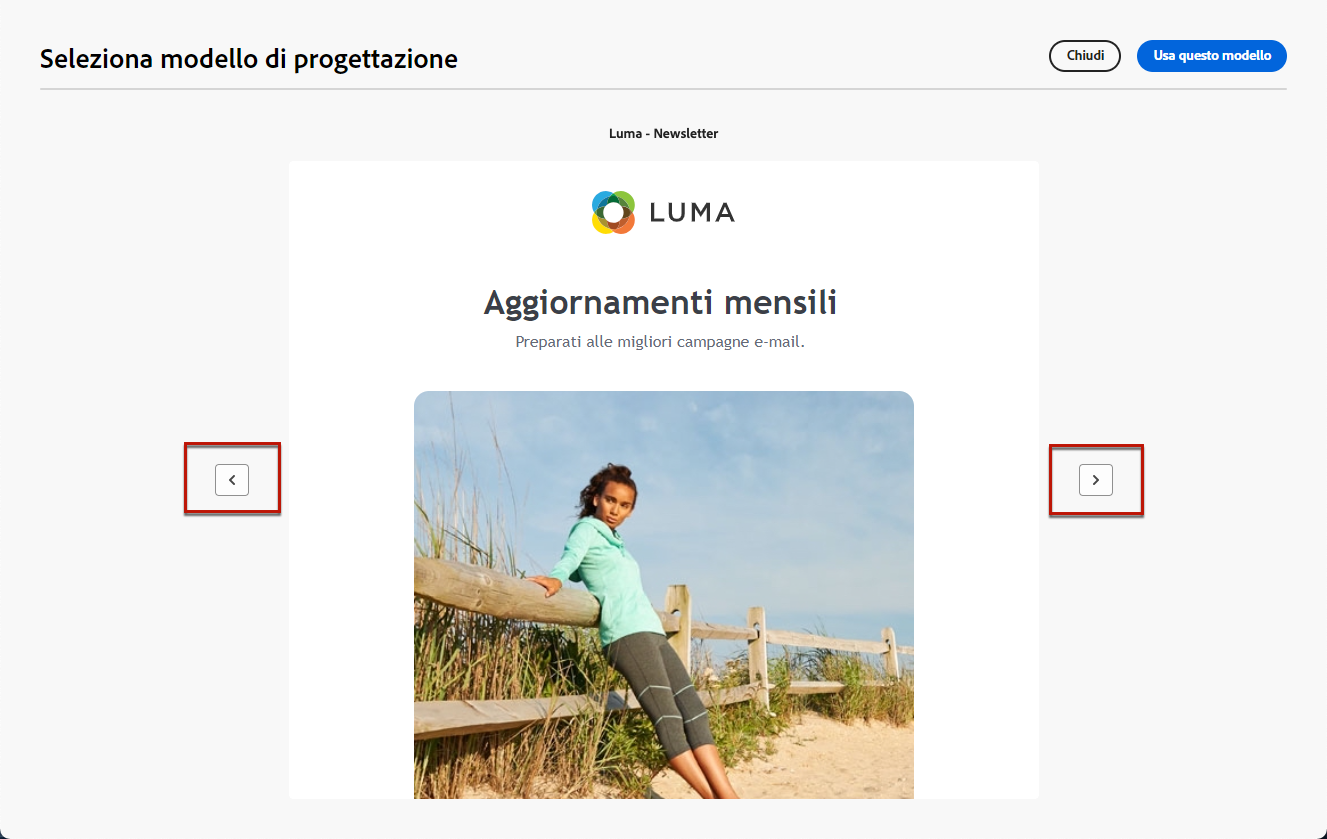 Seleziona modello di progettazione
Chiudi
Usa questo modello
Luma - Newsletter
LUMA
Aggiornamenti mensili
Preparati alle migliori campagne e-mail.